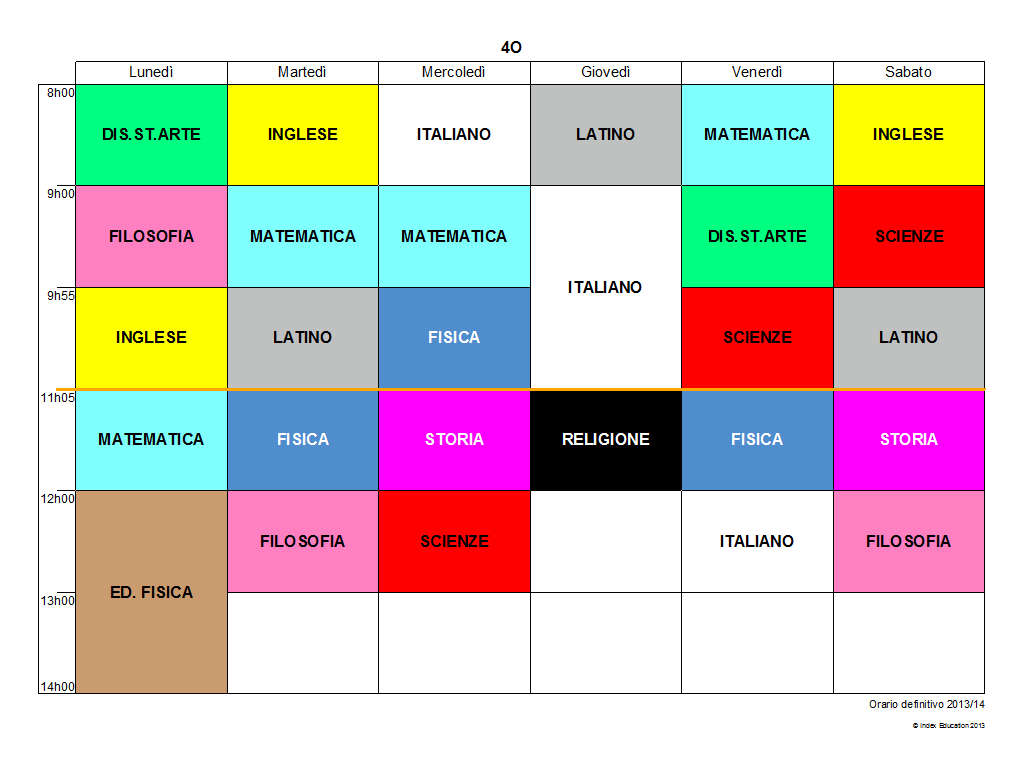 4O
Lunedì Martedì Mercoledì Giovedì Venerdì Sabato
8h00
DIS.ST.ARTE INGLESE ITALIANO LATINO MATEMATICA INGLESE
9h00
FILOSOFIA MATEMATICA MATEMATICA DIS.ST.ARTE SCIENZE
ITALIANO
9h55
INGLESE LATINO FISICA SCIENZE LATINO
11h05
MATEMATICA FISICA STORIA RELIGIONE FISICA STORIA
12h00
FILOSOFIA SCIENZE ITALIANO FILOSOFIA
ED. FISICA
13h00
14h00
Orario definitivo 2013/14
© Index Education 2013